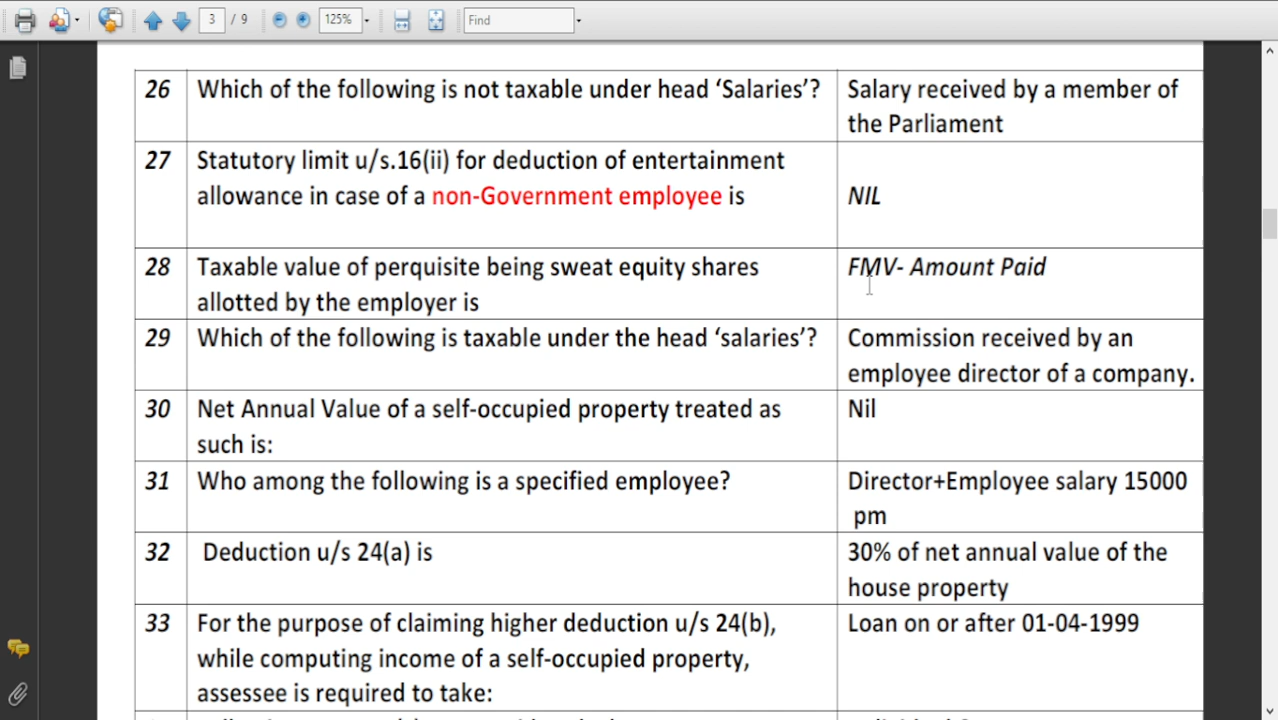 3 / 9
125%
Find
26 Which of the following is not taxable under head ‘Salaries’? Salary received by a member of
the Parliament
27 Statutory limit u/s.16(ii) for deduction of entertainment
allowance in case of a non-Government employee is NIL
28 Taxable value of perquisite being sweat equity shares FMV- Amount Paid
allotted by the employer is
29 Which of the following is taxable under the head ‘salaries’? Commission received by an
employee director of a company.
30 Net Annual Value of a self-occupied property treated as Nil
such is:
31 Who among the following is a specified employee? Director+Employee salary 15000
pm
32 Deduction u/s 24(a) is 30% of net annual value of the
house property
33 For the purpose of claiming higher deduction u/s 24(b), Loan on or after 01-04-1999
while computing income of a self-occupied property,
assessee is required to take: